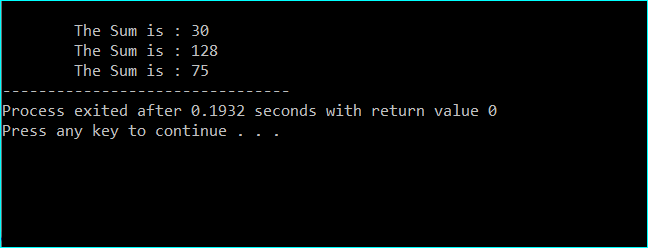 The Sum is : 30
The Sum is : 128
The Sum is : 75
--------------------------------
Process exited after 0.1932 seconds with return value 0
Press any key to continue . . .